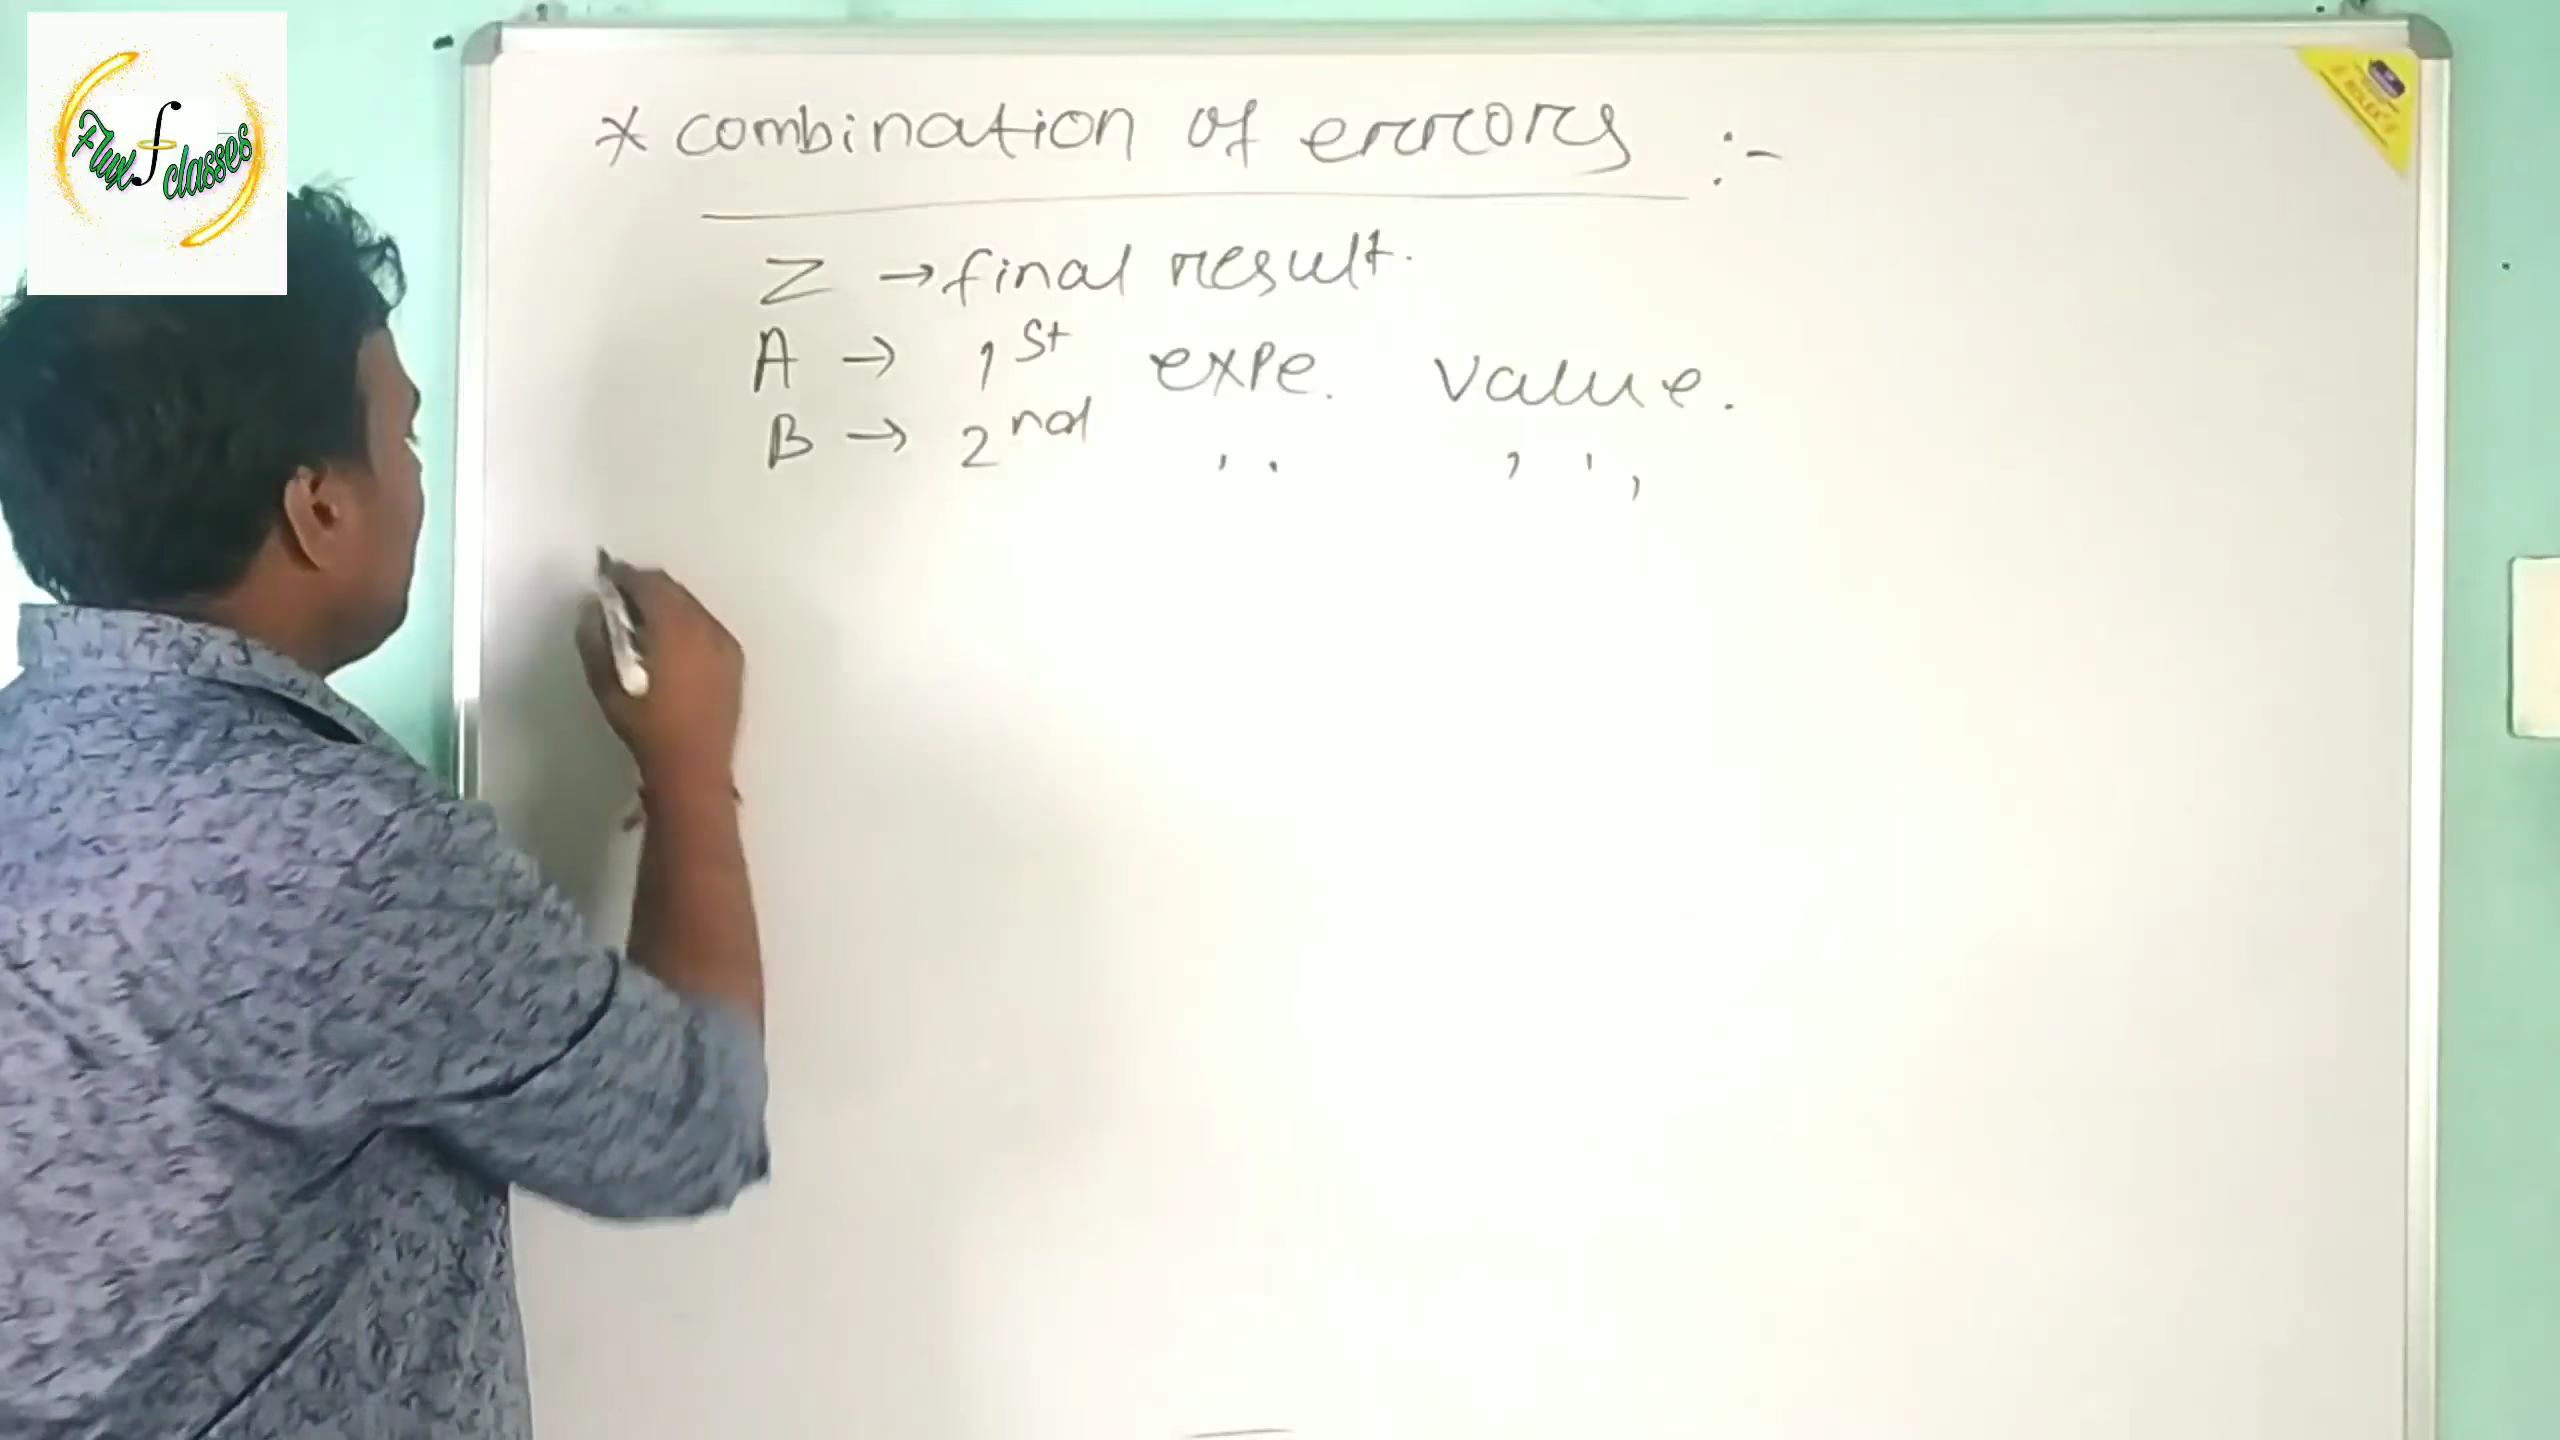 Flux f classes
* combination of errors :-
Z → final result.
A → 1st expe. value.
B → 2nd ,, ,,,